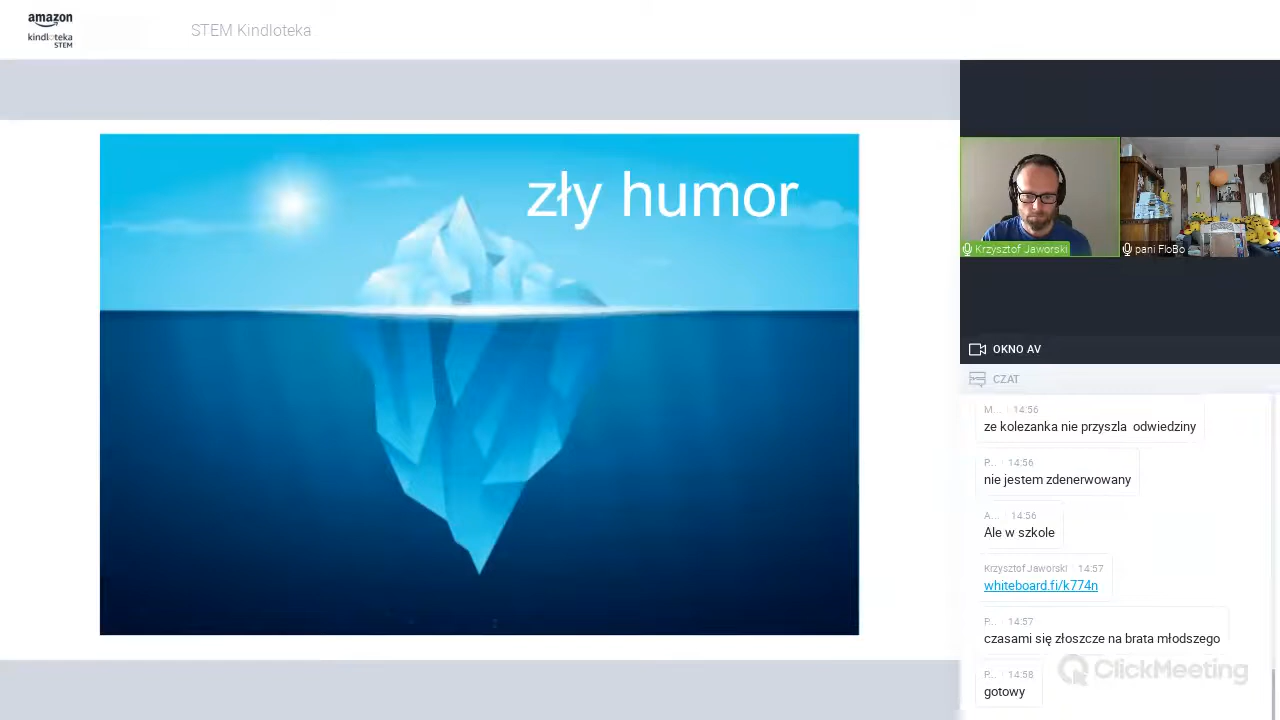 amazon
kindloteka
STEM
STEM Kindloteka
zły humor
Krzysztof Jaworski
pani FloBo
OKNO AV
CZAT
M... 14:56
ze kolezanka nie przyszla odwiedziny
P... 14:56
nie jestem zdenerwowany
A... 14:56
Ale w szkole
Krzysztof Jaworski 14:57
whiteboard.fi/k774n
P... 14:57
czasami się złoszcze na brata młodszego
ClickMeeting
P... 14:58
gotowy